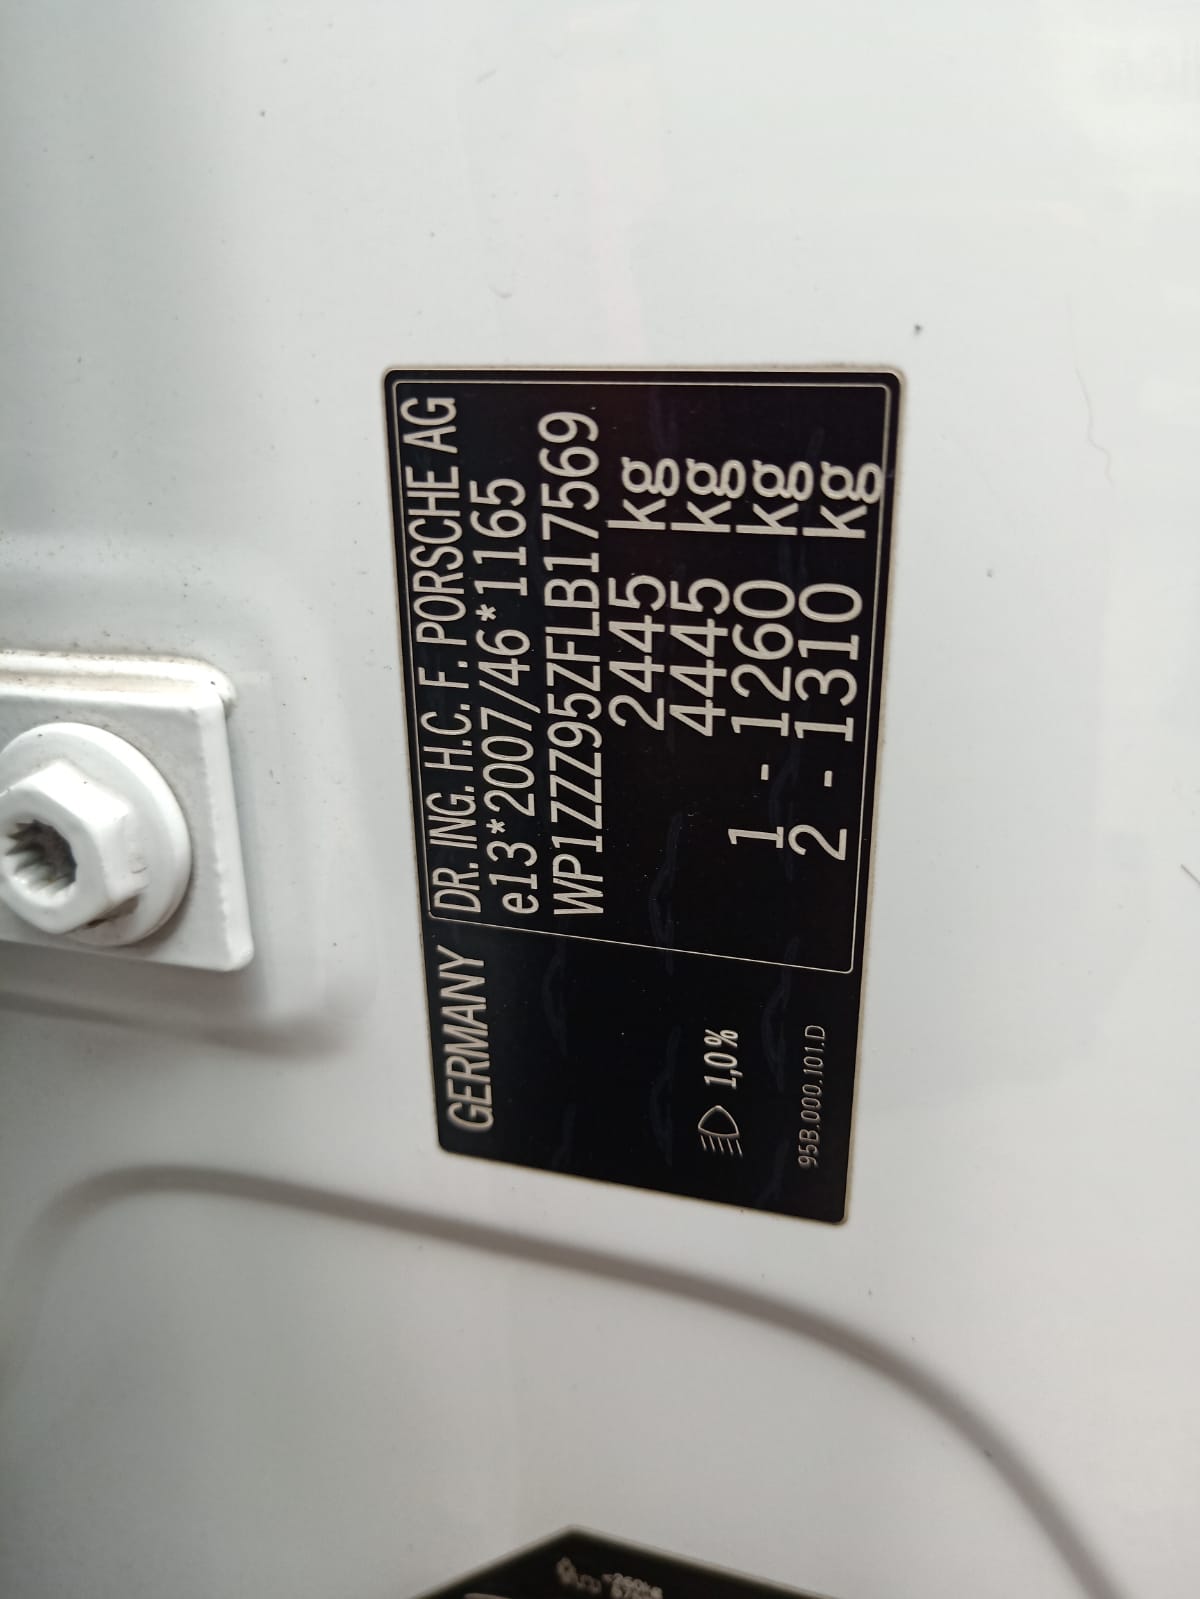 GERMANY
DR. ING. H.C. F. PORSCHE AG
e13*2007/46*1165
WP1ZZZ95ZFLB17569
2445 kg
4445 kg
1 - 1260 kg
2 - 1310 kg
1,0%
95B.000.101.D